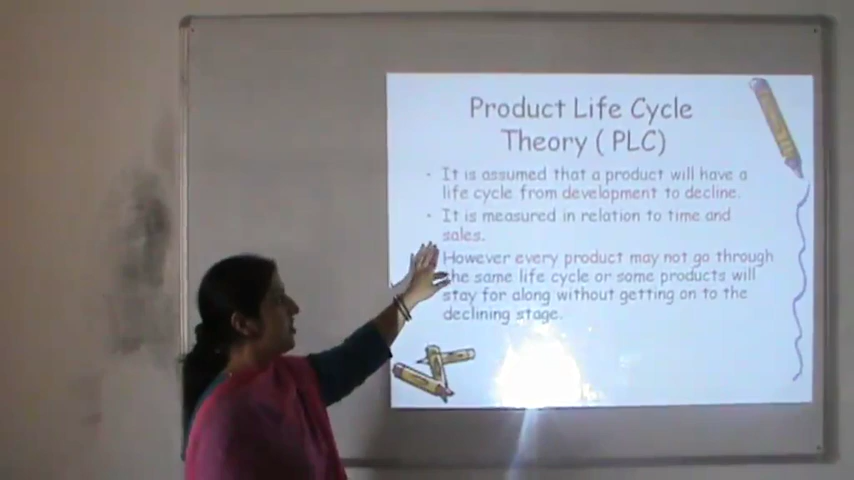 Product Life Cycle
Theory ( PLC)
- It is assumed that a product will have a
life cycle from development to decline.
- It is measured in relation to time and
sales.
However every product may not go through
the same life cycle or some products will
stay for along without getting on to the
declining stage.